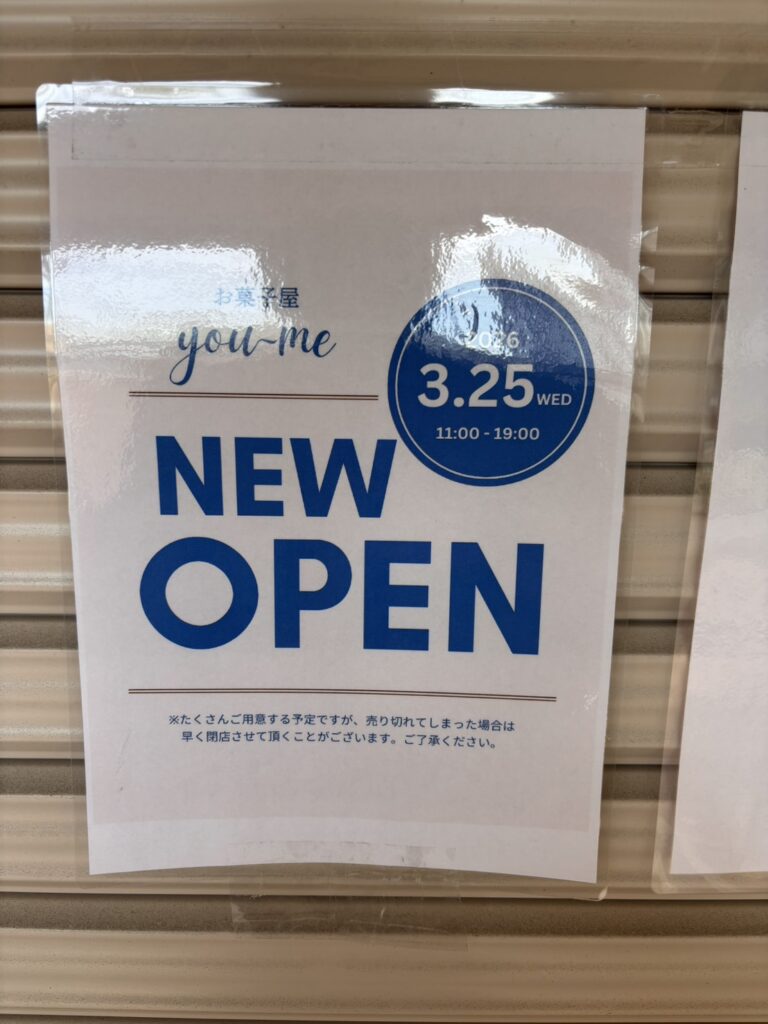 お菓子屋
you-me
2026
3.25 WED
11:00 - 19:00
NEW
OPEN
※たくさんご用意する予定ですが、売り切れてしまった場合は
早く閉店させて頂くことがございます。ご了承ください。